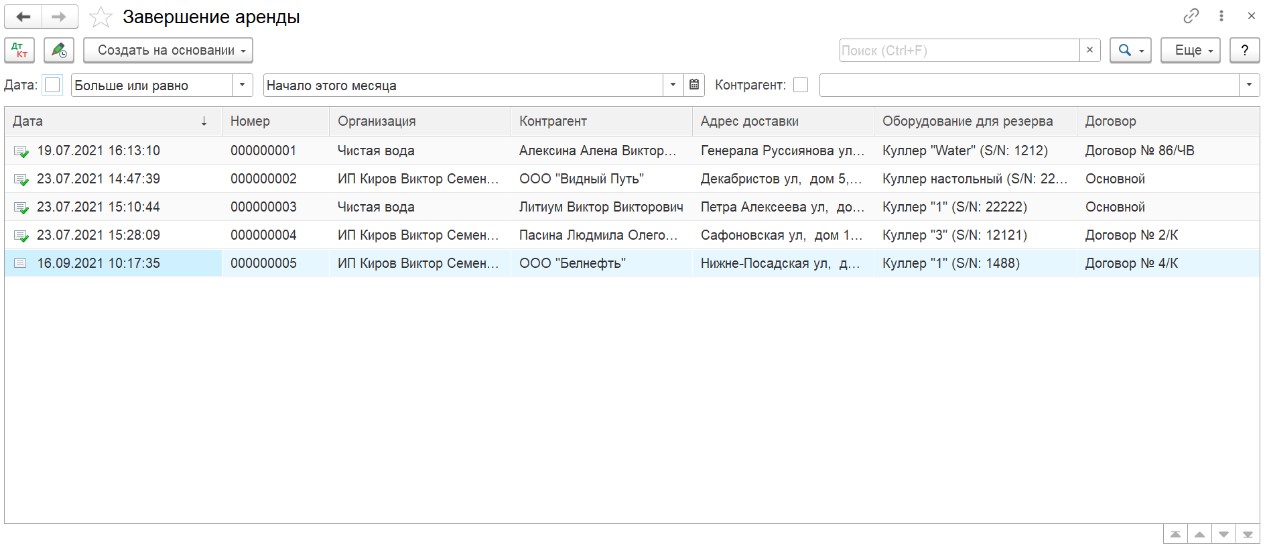 Завершение аренды
Дт Кт Создать на основании Поиск (Ctrl+F) × Еще ?
Дата: Больше или равно Начало этого месяца Контрагент:
Дата ↓ Номер Организация Контрагент Адрес доставки Оборудование для резерва Договор
19.07.2021 16:13:10 000000001 Чистая вода Алексина Алена Виктор... Генерала Руссиянова ул... Куллер "Water" (S/N: 1212) Договор № 86/ЧВ
23.07.2021 14:47:39 000000002 ИП Киров Виктор Семен... ООО "Видный Путь" Декабристов ул, дом 5,... Куллер настольный (S/N: 22... Основной
23.07.2021 15:10:44 000000003 Чистая вода Литиум Виктор Викторович Петра Алексеева ул, до... Куллер "1" (S/N: 22222) Основной
23.07.2021 15:28:09 000000004 ИП Киров Виктор Семен... Пасина Людмила Олего... Сафоновская ул, дом 1... Куллер "3" (S/N: 12121) Договор № 2/К
16.09.2021 10:17:35 000000005 ИП Киров Виктор Семен... ООО "Белнефть" Нижне-Посадская ул, д... Куллер "1" (S/N: 1488) Договор № 4/К